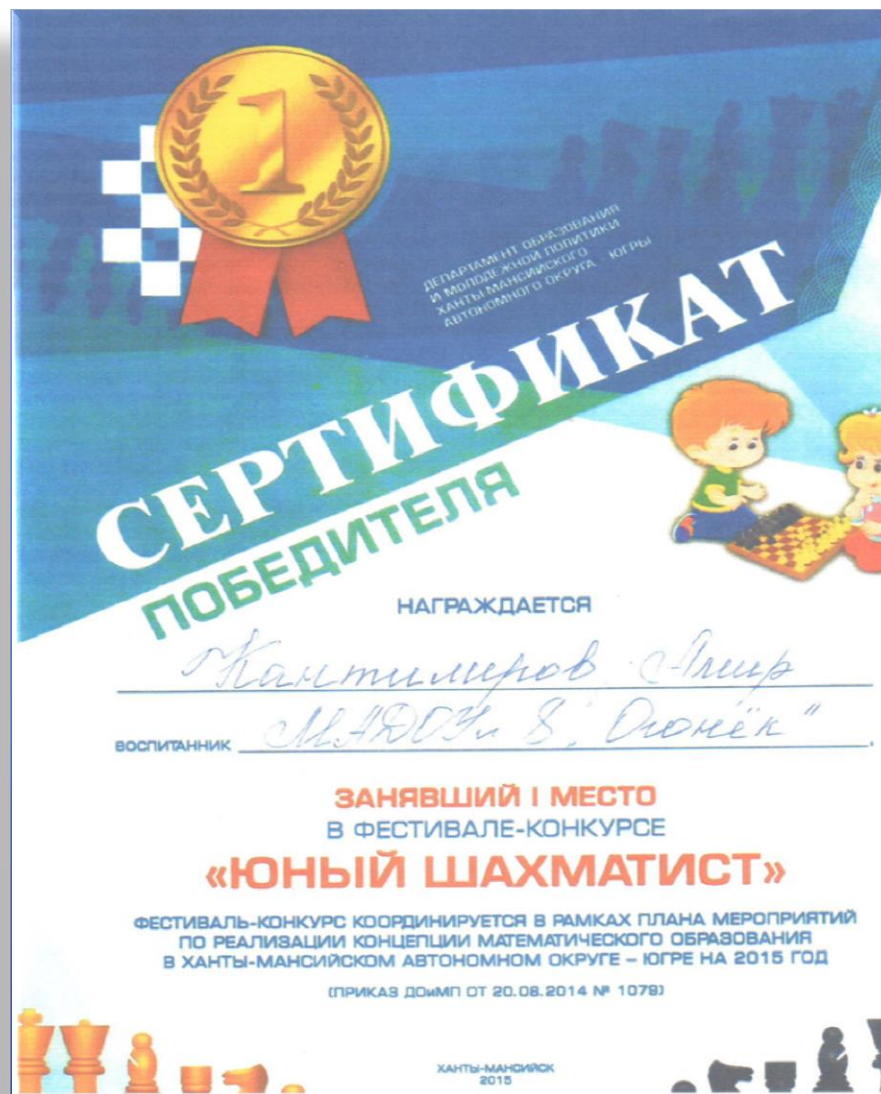 1
ДЕПАРТАМЕНТ ОБРАЗОВАНИЯ
И МОЛОДЕЖНОЙ ПОЛИТИКИ
ХАНТЫ-МАНСИЙСКОГО
АВТОНОМНОГО ОКРУГА - ЮГРЫ
СЕРТИФИКАТ
ПОБЕДИТЕЛЯ
НАГРАЖДАЕТСЯ
Кантимиров Амир
ВОСПИТАННИК МАДОУ 8 "Огонёк"
ЗАНЯВШИЙ I МЕСТО
В ФЕСТИВАЛЕ-КОНКУРСЕ
«ЮНЫЙ ШАХМАТИСТ»
ФЕСТИВАЛЬ-КОНКУРС КООРДИНИРУЕТСЯ В РАМКАХ ПЛАНА МЕРОПРИЯТИЙ
ПО РЕАЛИЗАЦИИ КОНЦЕПЦИИ МАТЕМАТИЧЕСКОГО ОБРАЗОВАНИЯ
В ХАНТЫ-МАНСИЙСКОМ АВТОНОМНОМ ОКРУГЕ – ЮГРЕ НА 2015 ГОД
(ПРИКАЗ ДОиМП ОТ 20.08.2014 № 1079)
ХАНТЫ-МАНСИЙСК
2015